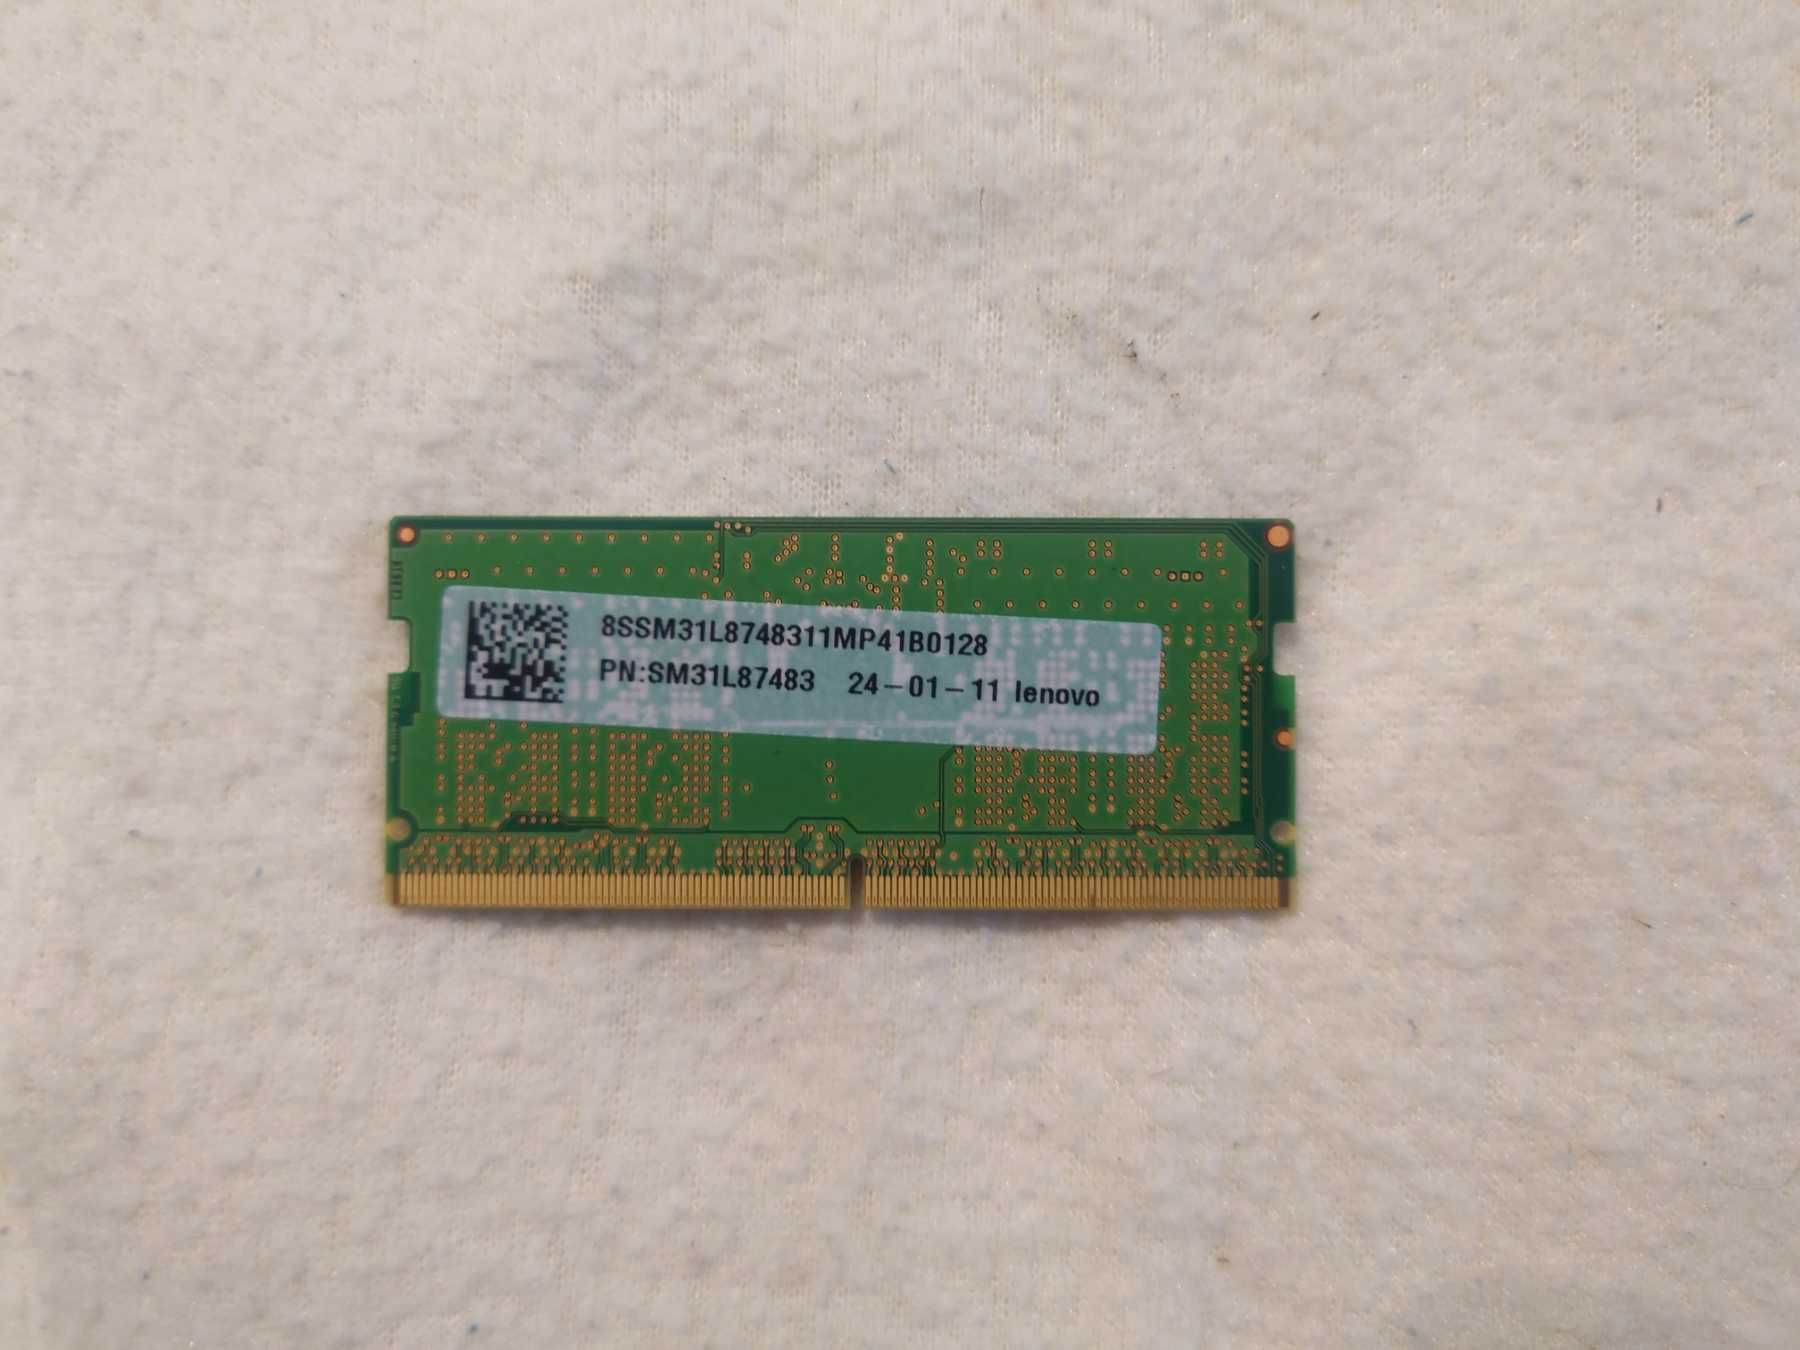 8SSM31L8748311MP41B0128
PN:SM31L87483 24-01-11 lenovo